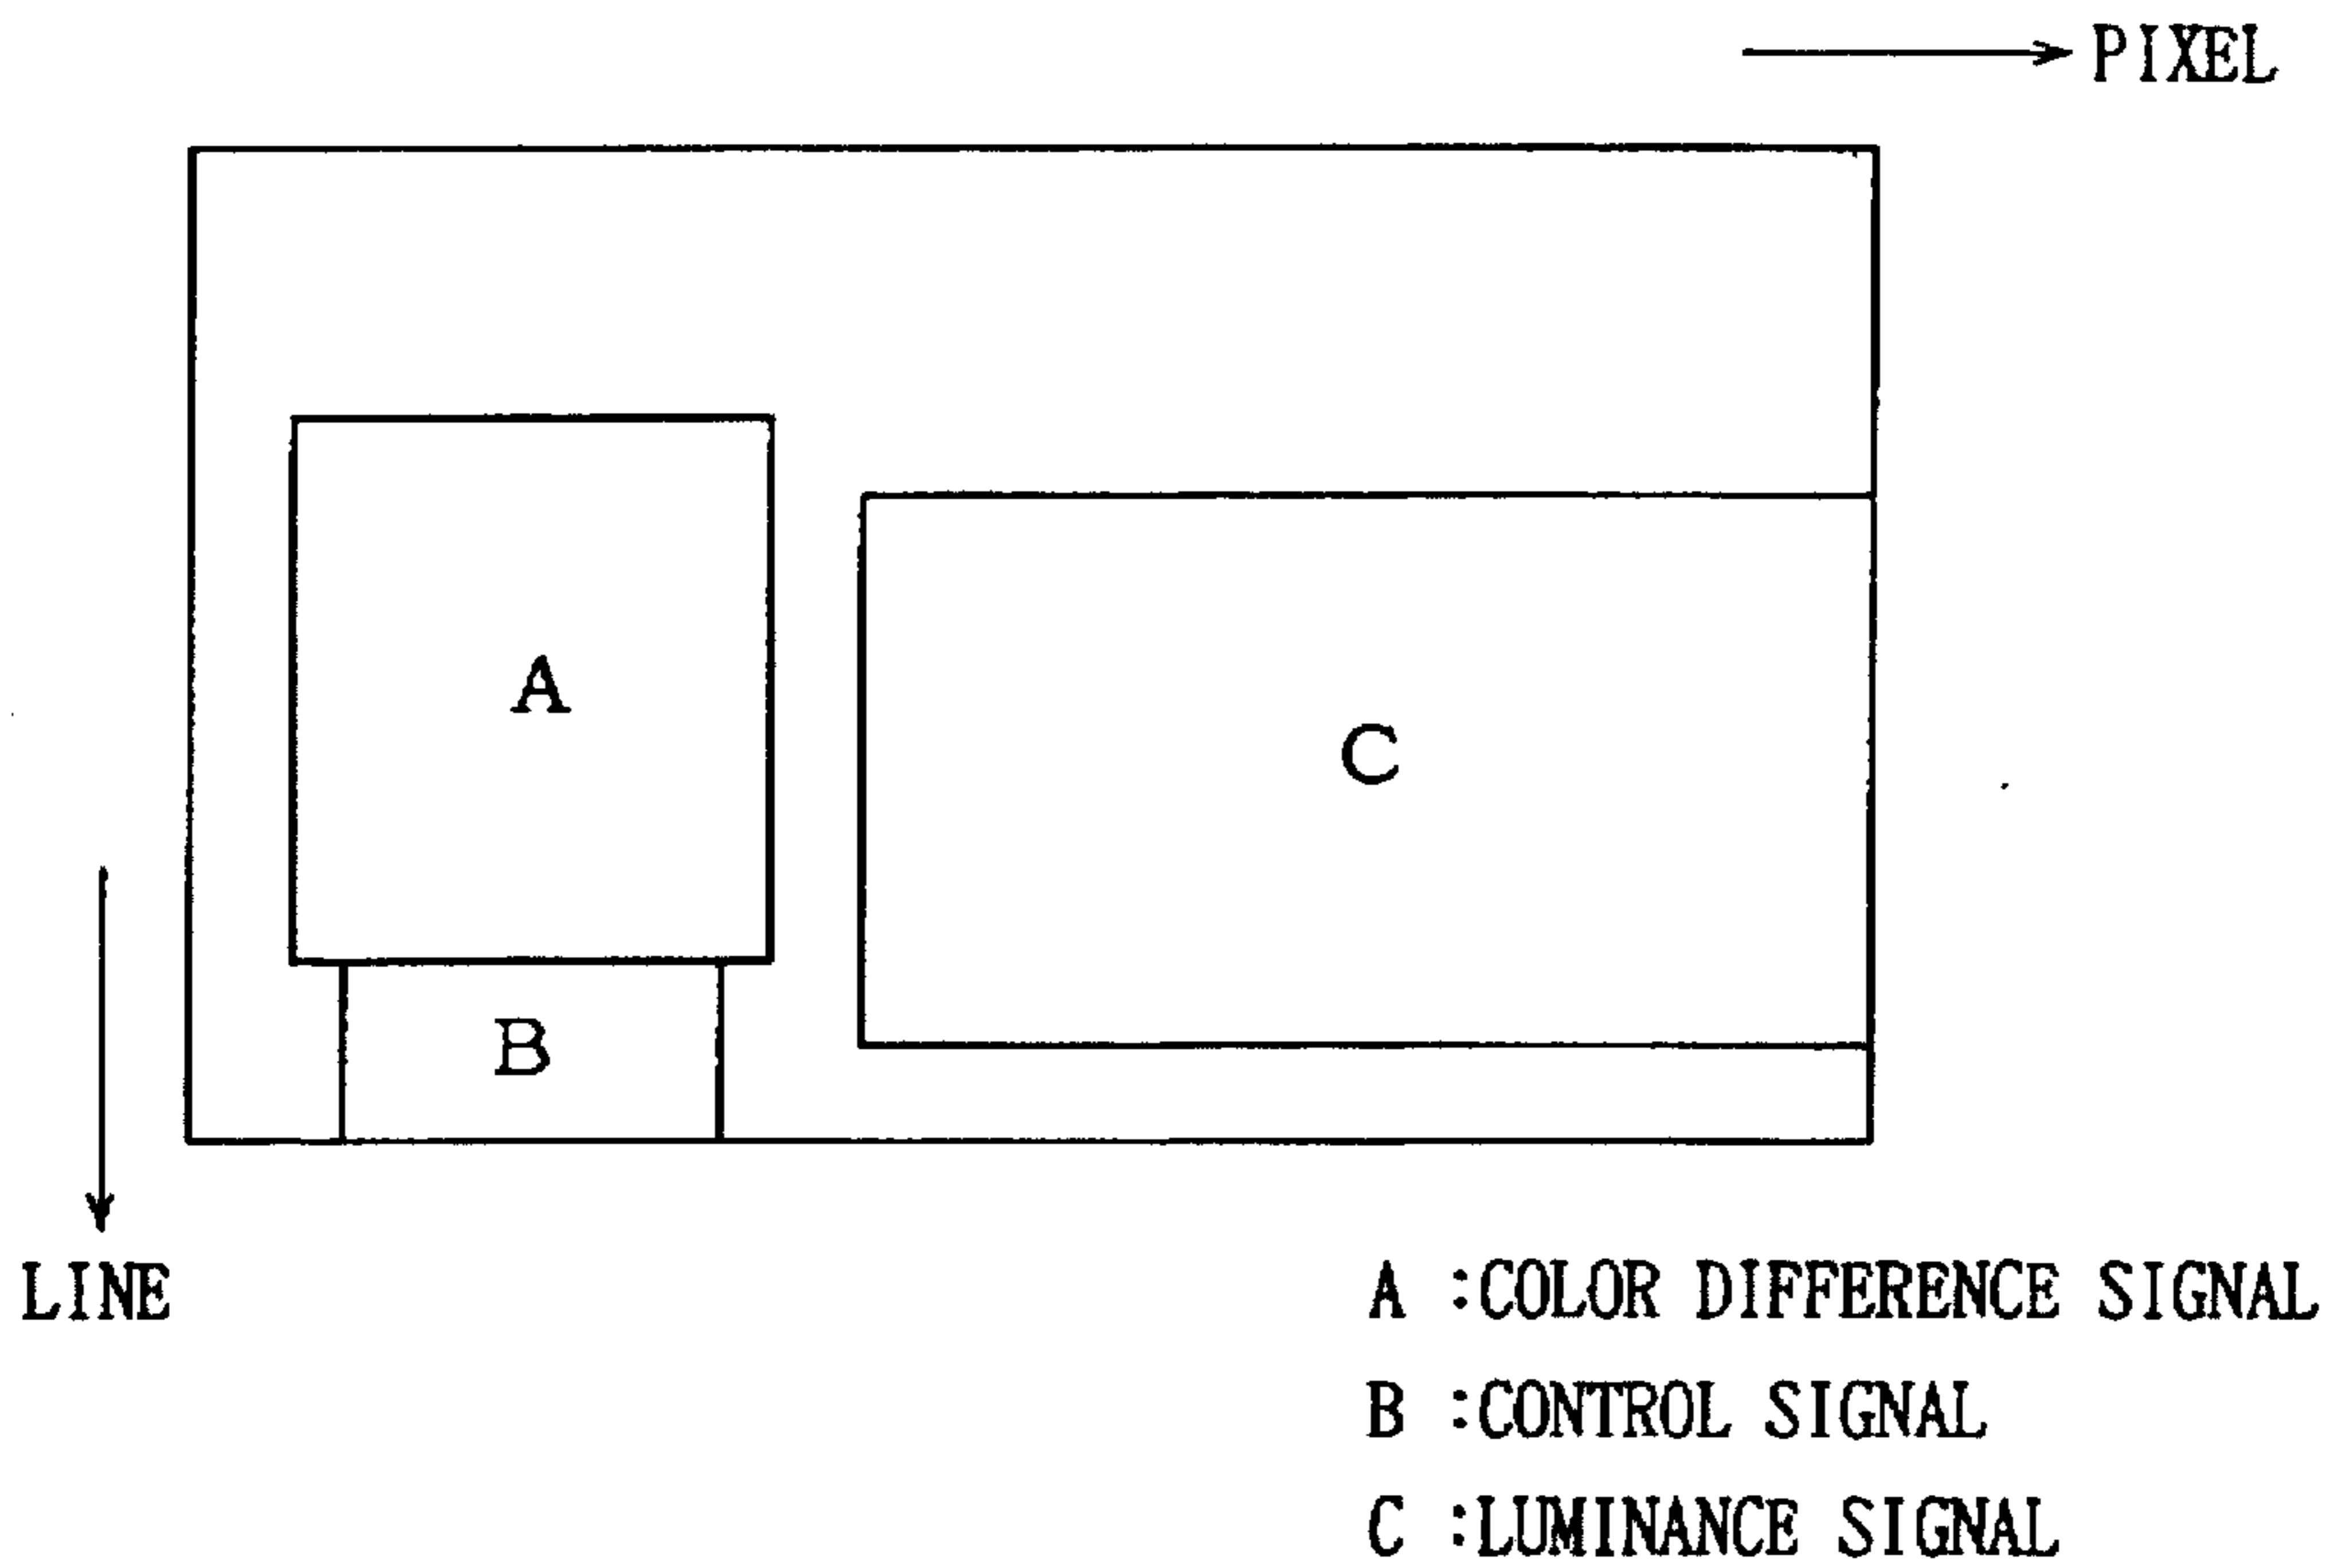 PIXEL
A
C
B
LINE
A :COLOR DIFFERENCE SIGNAL
B :CONTROL SIGNAL
C :LUMINANCE SIGNAL